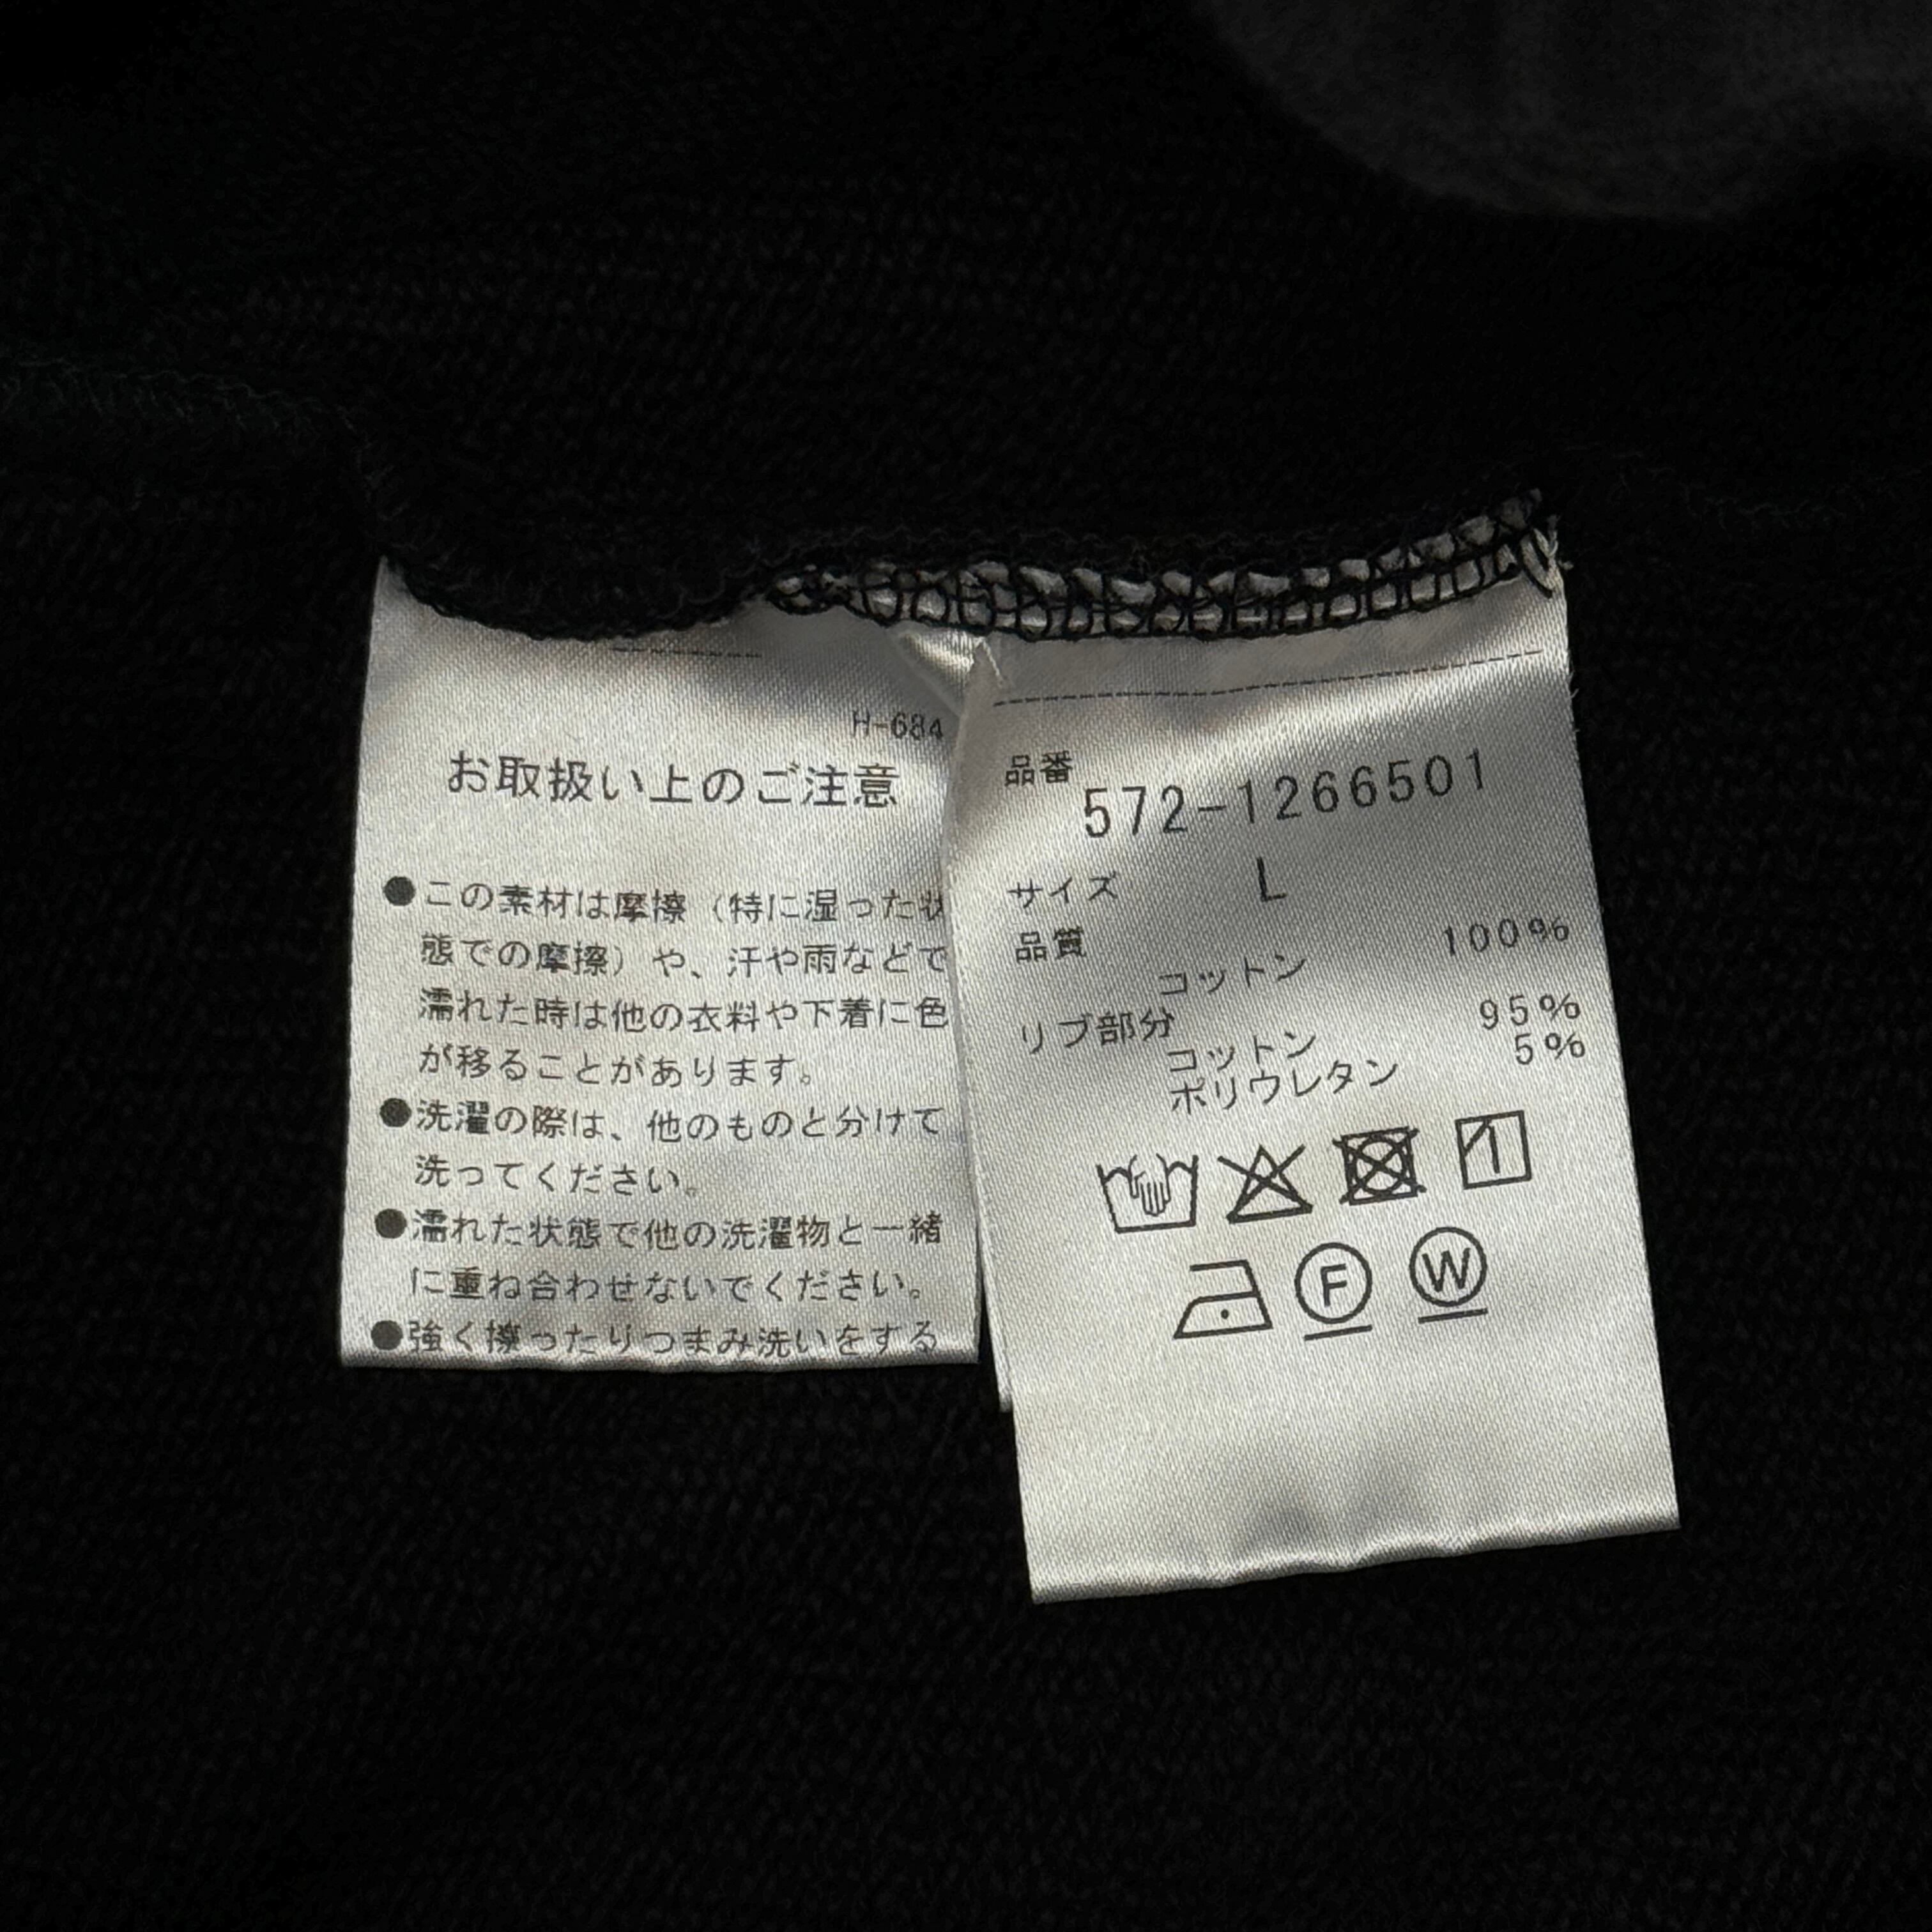 H-684
お取扱い上のご注意
●この素材は摩擦（特に湿った状
態での摩擦）や、汗や雨などで
濡れた時は他の衣料や下着に色
が移ることがあります。
●洗濯の際は、他のものと分けて
洗ってください。
●濡れた状態で他の洗濯物と一緒
に重ね合わせないでください。
●強く擦ったりつまみ洗いをする
品番
572-1266501
サイズ L
品質
コットン 100%
リブ部分
コットン 95%
ポリウレタン 5%
1
F W